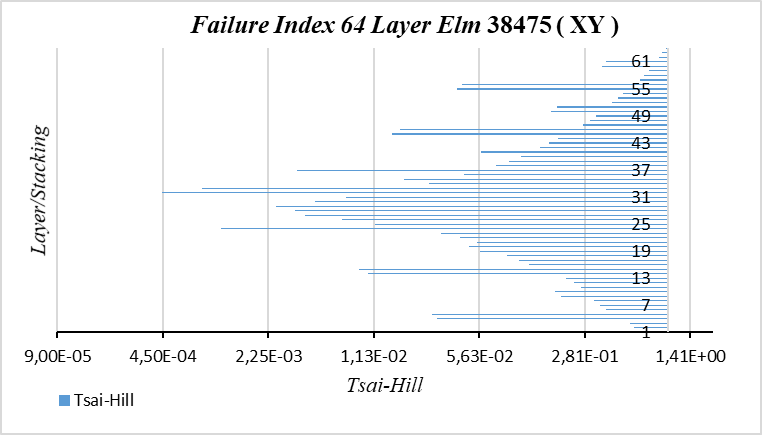 Failure Index 64 Layer Elm 38475 ( XY )
Layer/Stacking
61
55
49
43
37
31
25
19
13
7
1
9,00E-05 4,50E-04 2,25E-03 1,13E-02 5,63E-02 2,81E-01 1,41E+00
Tsai-Hill
Tsai-Hill